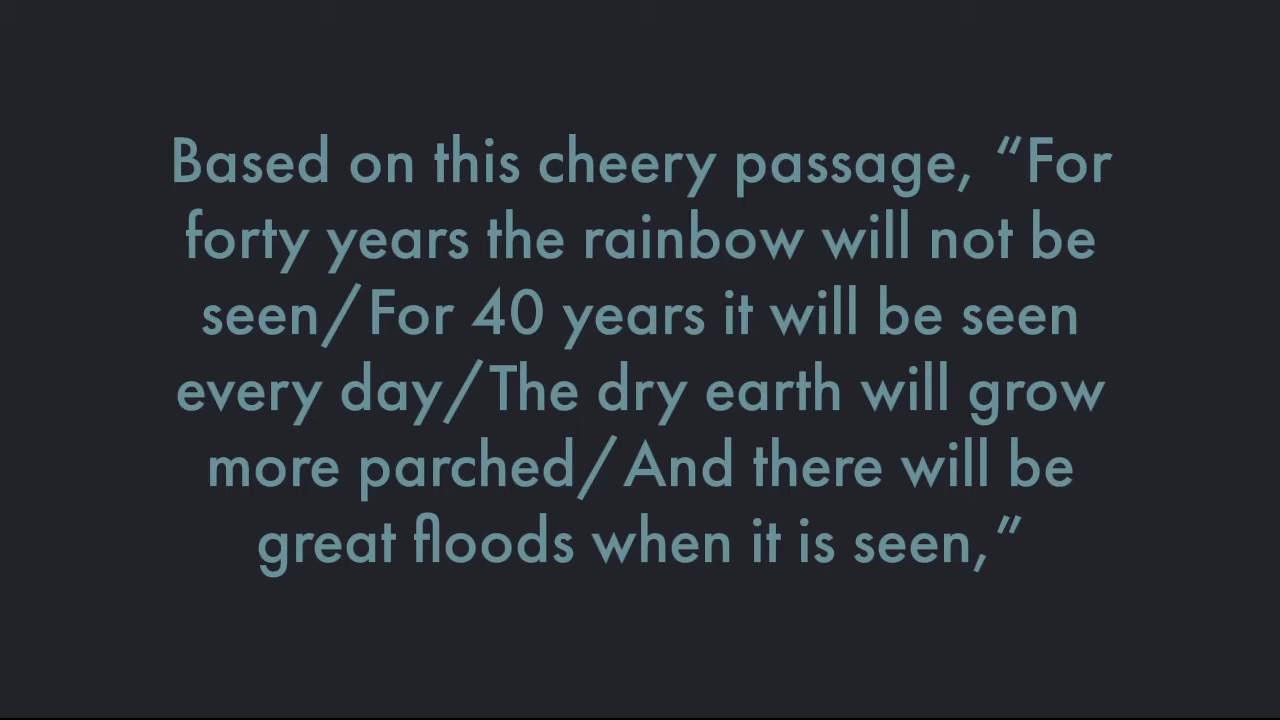 Based on this cheery passage, “For
forty years the rainbow will not be
seen/For 40 years it will be seen
every day/The dry earth will grow
more parched/And there will be
great floods when it is seen,”